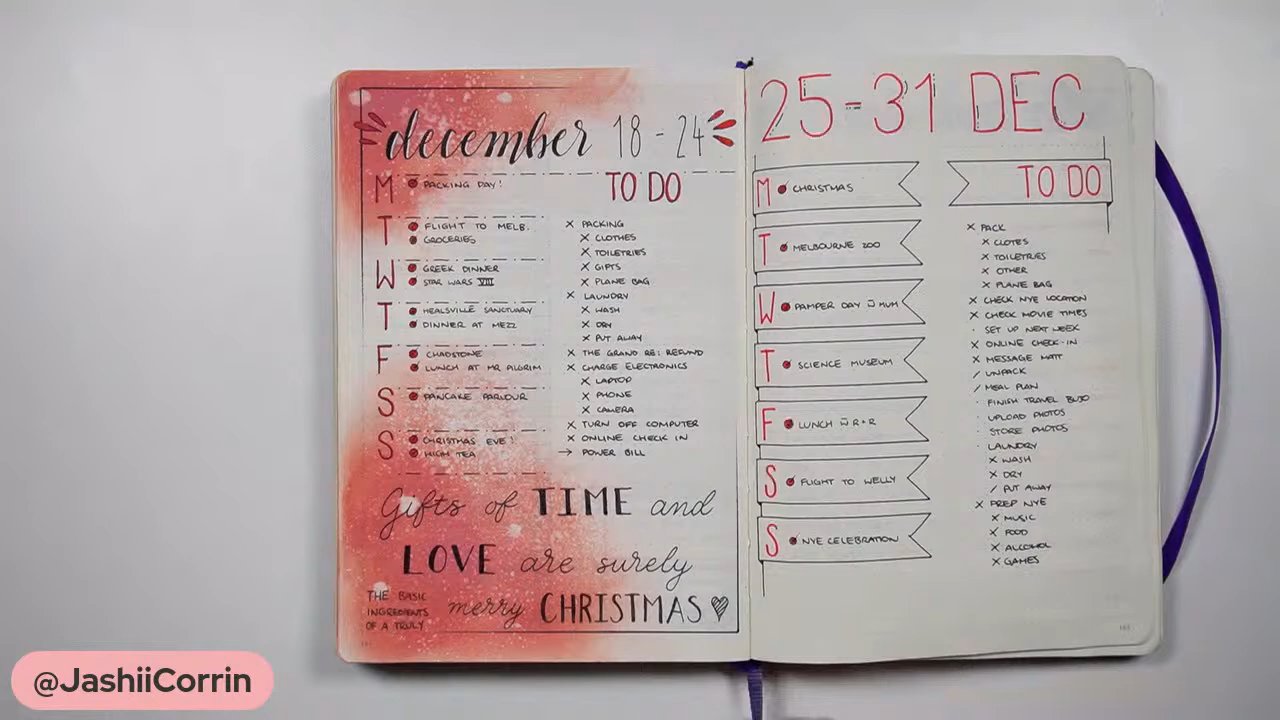 december 18 - 24
M PACKING DAY!
T FLIGHT TO MELB.
GROCERIES
W GREEK DINNER
STAR WARS VIII
T HEALSVILLE SANCTUARY
DINNER AT MEZZ
F CHADSTONE
LUNCH AT MR PILGRIM
S PANCAKE PARLOUR
S CHRISTMAS EVE!
HIGH TEA
TO DO
X PACKING
X CLOTHES
X TOILETRIES
X GIFTS
X PLANE BAG
X LAUNDRY
X WASH
X DRY
X PUT AWAY
X THE GRAND RE: REFUND
X CHARGE ELECTRONICS
X LAPTOP
X PHONE
X CAMERA
X TURN OFF COMPUTER
X ONLINE CHECK IN
→ POWER BILL
Gifts of TIME and
LOVE are surely
THE BASIC
INGREDIENTS
OF A TRULY
merry CHRISTMAS
25-31 DEC
M CHRISTMAS
T MELBOURNE ZOO
W PAMPER DAY W̄ MUM
T SCIENCE MUSEUM
F LUNCH W̄ R+R
S FLIGHT TO WELLY
S NYE CELEBRATION
TO DO
X PACK
X CLOTES
X TOILETRIES
X OTHER
X PLANE BAG
X CHECK NYE LOCATION
X CHECK MOVIE TIMES
· SET UP NEXT WEEK
X ONLINE CHECK-IN
X MESSAGE MATT
/ UNPACK
/ MEAL PLAN
· FINISH TRAVEL BUJO
· UPLOAD PHOTOS
· STORE PHOTOS
· LAUNDRY
X WASH
X DRY
/ PUT AWAY
X PREP NYE
X MUSIC
X FOOD
X ALCOHOL
X GAMES
@JashiiCorrin